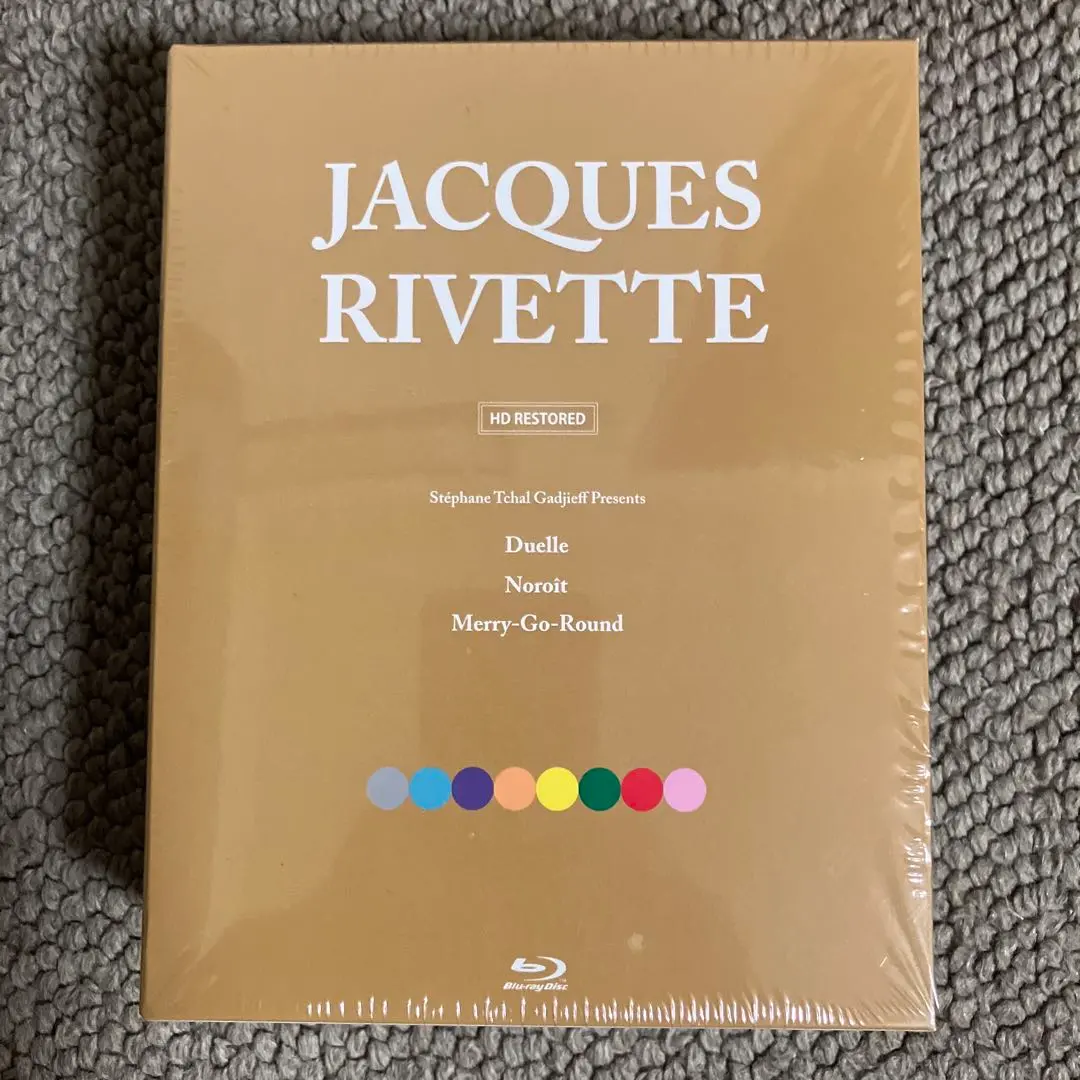 JACQUES
RIVETTE
HD RESTORED
Stéphane Tchal Gadjieff Presents
Duelle
Noroît
Merry-Go-Round
Blu-ray Disc